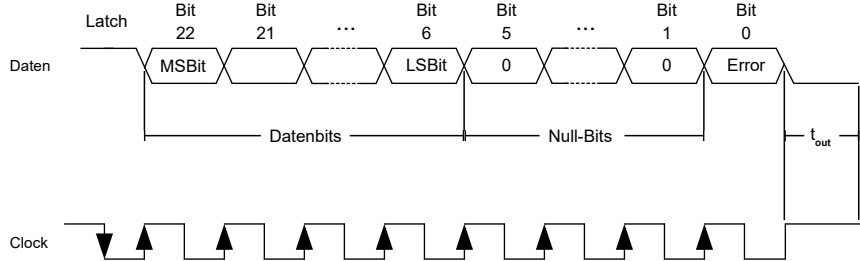 Latch Bit Bit ... Bit Bit ... Bit Bit
22 21 6 5 1 0
Daten MSBit LSBit 0 0 Error
Datenbits Null-Bits tout
Clock